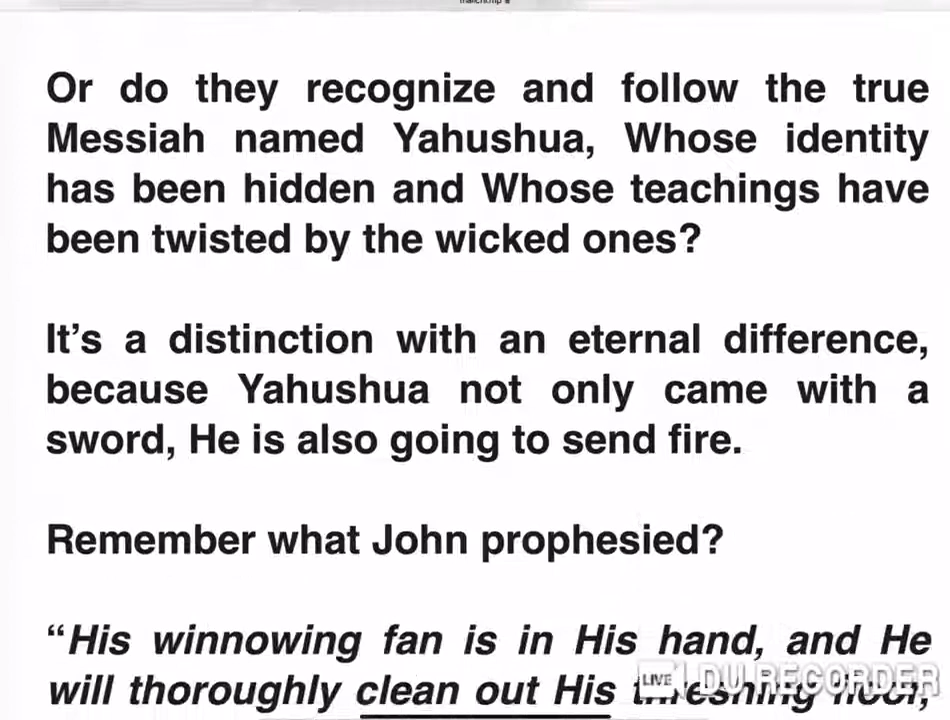 Or do they recognize and follow the true
Messiah named Yahushua, Whose identity
has been hidden and Whose teachings have
been twisted by the wicked ones?
It’s a distinction with an eternal difference,
because Yahushua not only came with a
sword, He is also going to send fire.
Remember what John prophesied?
“His winnowing fan is in His hand, and He
will thoroughly clean out His threshing floor,
LIVE DU RECORDER